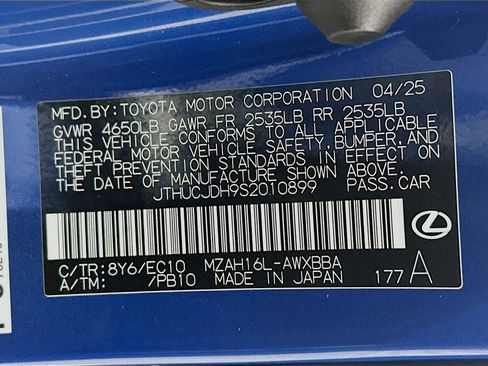 MFD. BY: TOYOTA MOTOR CORPORATION 04/25
GVWR 4650LB GAWR FR 2535LB RR 2535LB
THIS VEHICLE CONFORMS TO ALL APPLICABLE
FEDERAL MOTOR VEHICLE SAFETY, BUMPER, AND
THEFT PREVENTION STANDARDS IN EFFECT ON
THE DATE OF MANUFACTURE SHOWN ABOVE.
JTHUCJDH9S2010899 PASS. CAR
C/TR: 8Y6/EC10 MZAH16L-AWXBBA
A/TM: /PB10 MADE IN JAPAN 177 A